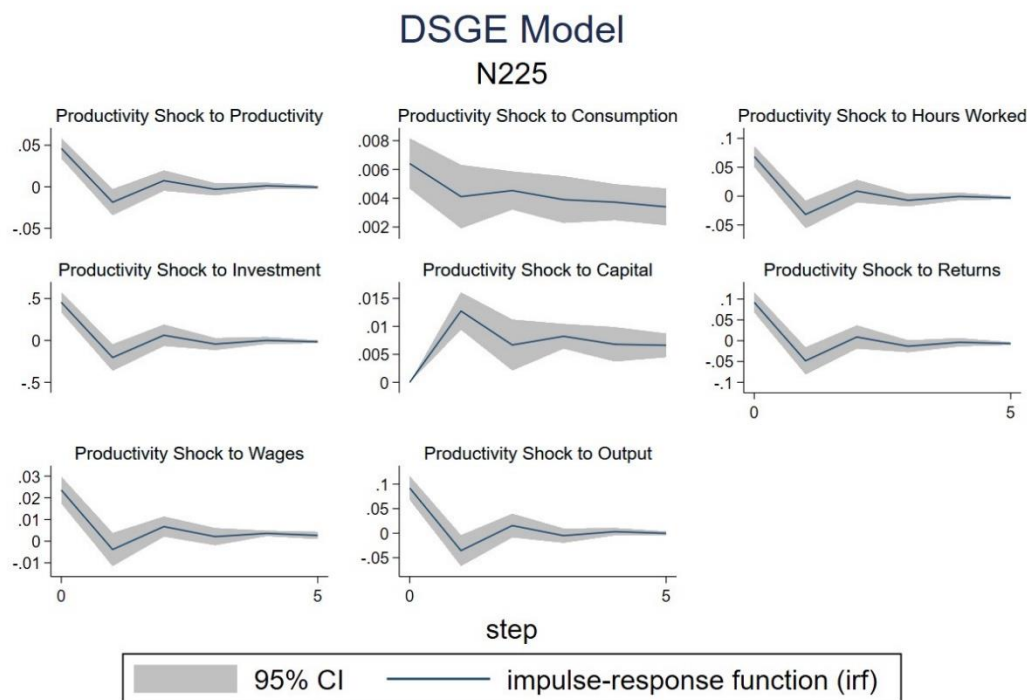 DSGE Model
N225
Productivity Shock to Productivity
.05
0
-.05
Productivity Shock to Consumption
.008
.006
.004
.002
Productivity Shock to Hours Worked
.1
.05
0
-.05
Productivity Shock to Investment
.5
0
-.5
Productivity Shock to Capital
.015
.01
.005
0
Productivity Shock to Returns
.1
.05
0
-.05
-.1
0 5
Productivity Shock to Wages
.03
.02
.01
0
-.01
0 5
Productivity Shock to Output
.1
.05
0
-.05
0 5
step
95% CI impulse-response function (irf)